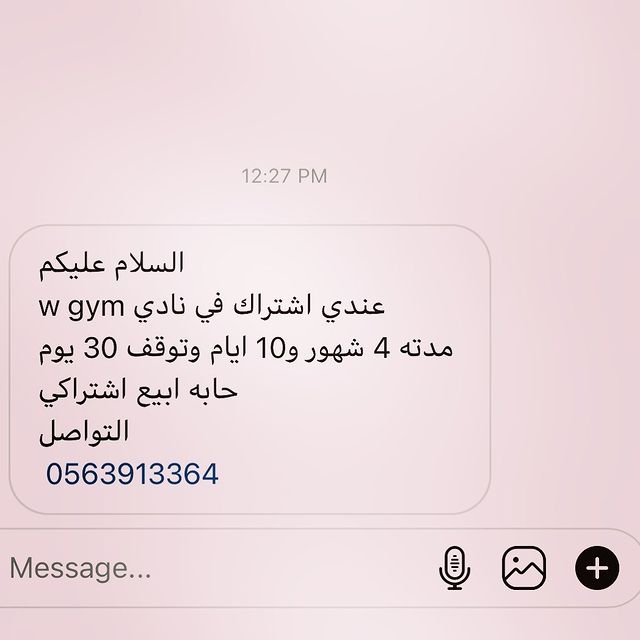 12:27 PM
السلام عليكم
عندي اشتراك في نادي w gym
مدته 4 شهور و10 ايام وتوقف 30 يوم
حابه ابيع اشتراكي
التواصل
0563913364
Message...